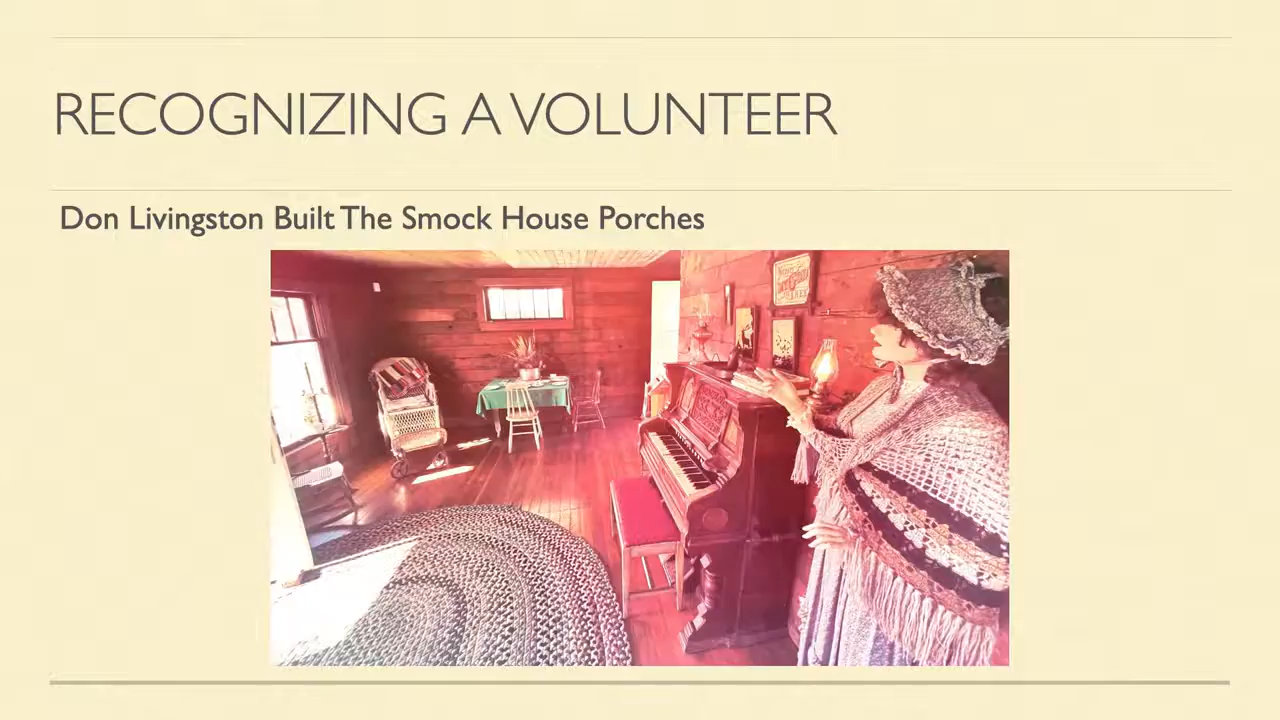 RECOGNIZING A VOLUNTEER
Don Livingston Built The Smock House Porches